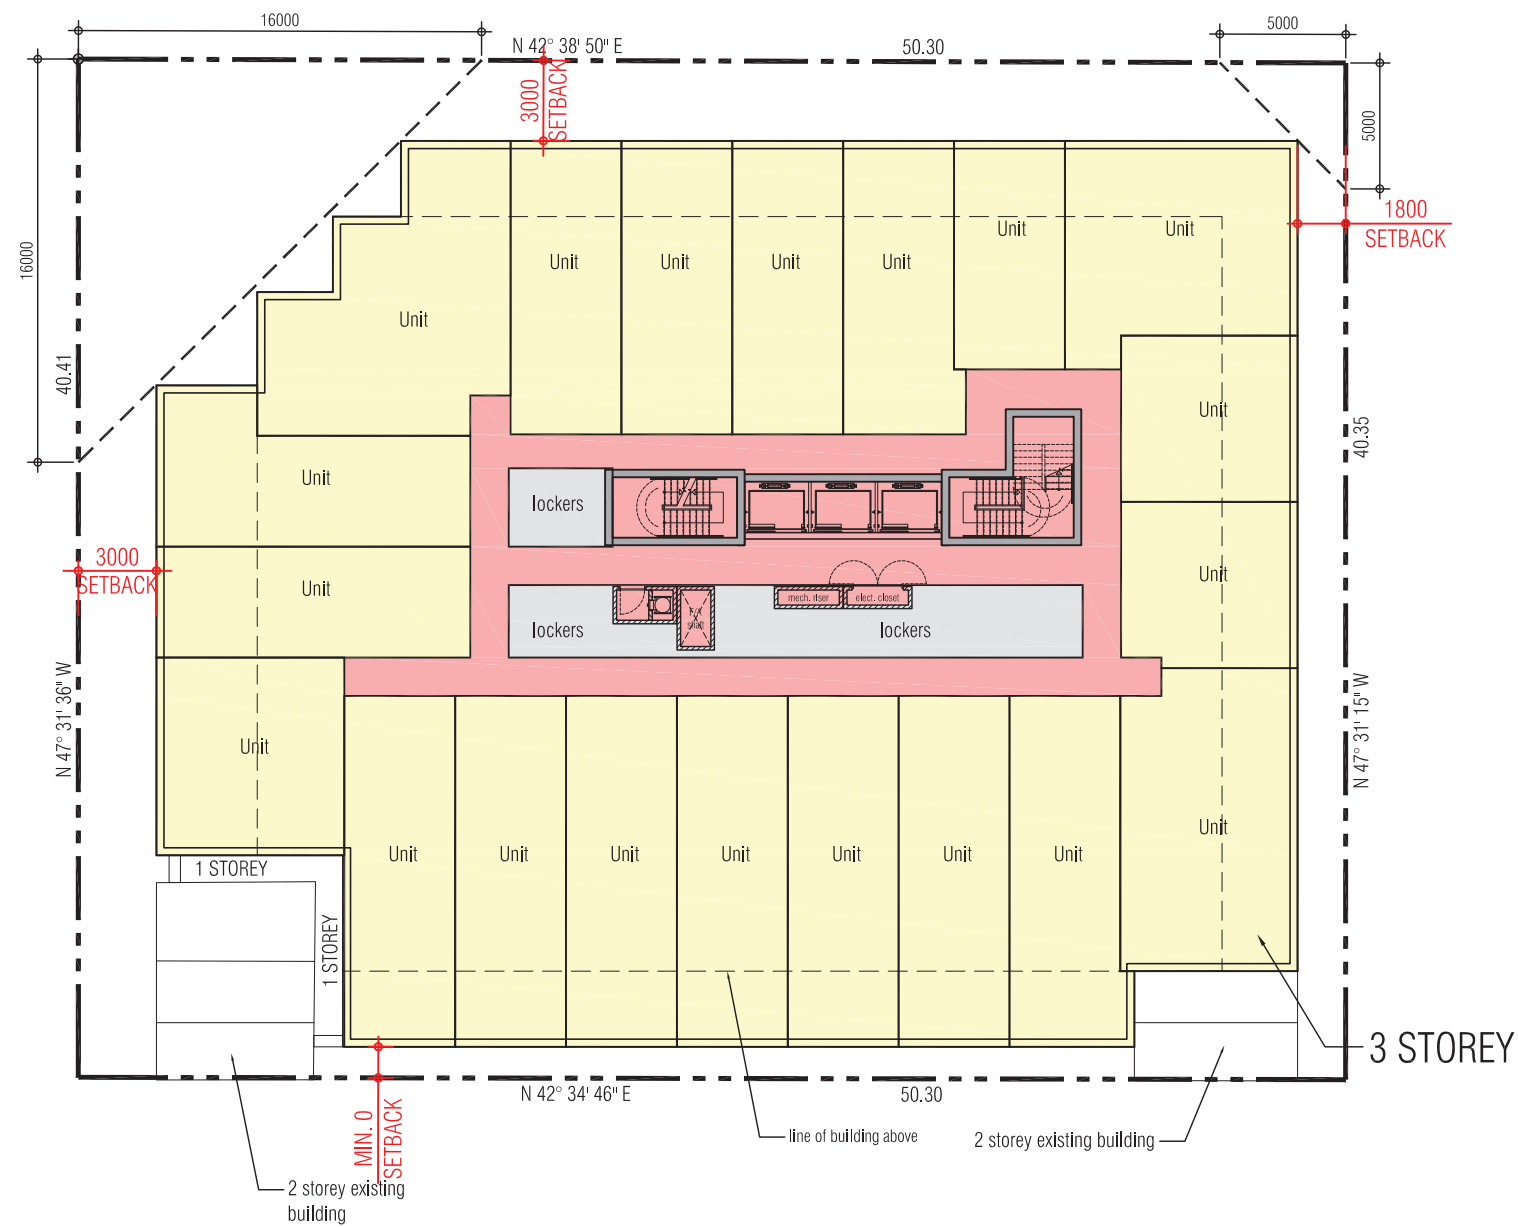 16000
5000
N 42° 38' 50" E
50.30
3000
SETBACK
5000
1800
SETBACK
16000
Unit
Unit
Unit
Unit
Unit
Unit
Unit
40.41
Unit
40.35
Unit
lockers
3000
SETBACK
Unit
Unit
mech. riser
elect. closet
shaft
lockers
lockers
N 47° 31' 36" W
N 47° 31' 15" W
Unit
Unit
Unit
Unit
Unit
Unit
Unit
Unit
Unit
1 STOREY
1 STOREY
3 STOREY
N 42° 34' 46" E
50.30
MIN. 0
SETBACK
line of building above
2 storey existing building
2 storey existing
building